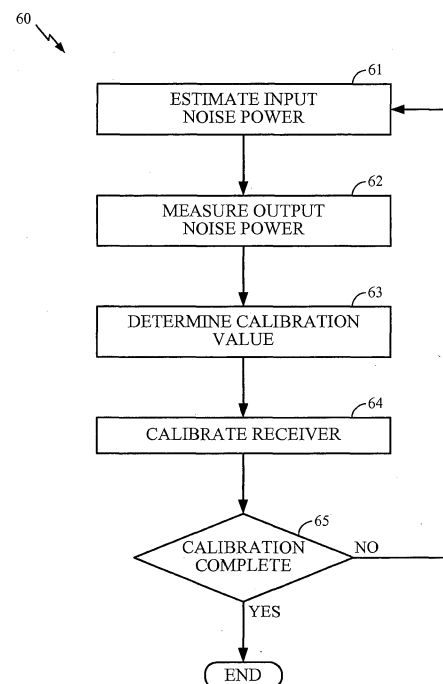 60
61
ESTIMATE INPUT
NOISE POWER
62
MEASURE OUTPUT
NOISE POWER
63
DETERMINE CALIBRATION
VALUE
64
CALIBRATE RECEIVER
65
CALIBRATION
COMPLETE
NO
YES
END